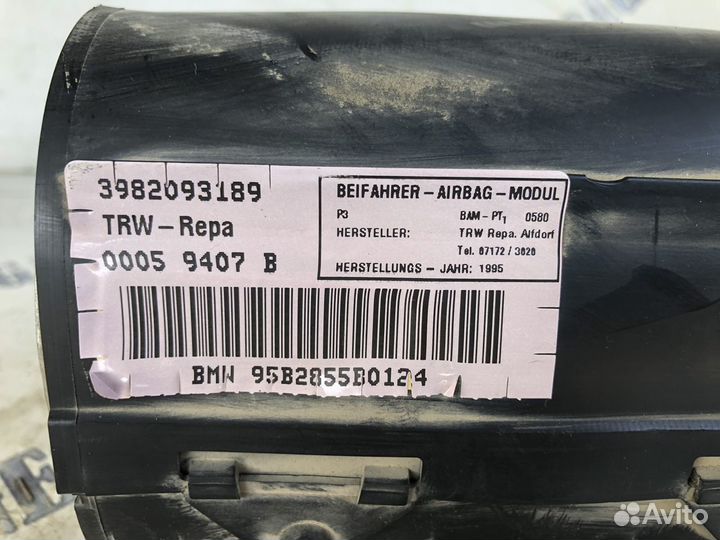 3982093189
TRW-Repa
0005 9407 B
BEIFAHRER-AIRBAG-MODUL
P3 BAM-PT1 0580
HERSTELLER: TRW Repa. Alfdorf
Tel. 07172 / 3020
HERSTELLUNGS - JAHR: 1995
BMW 95B2855B0124
Avito